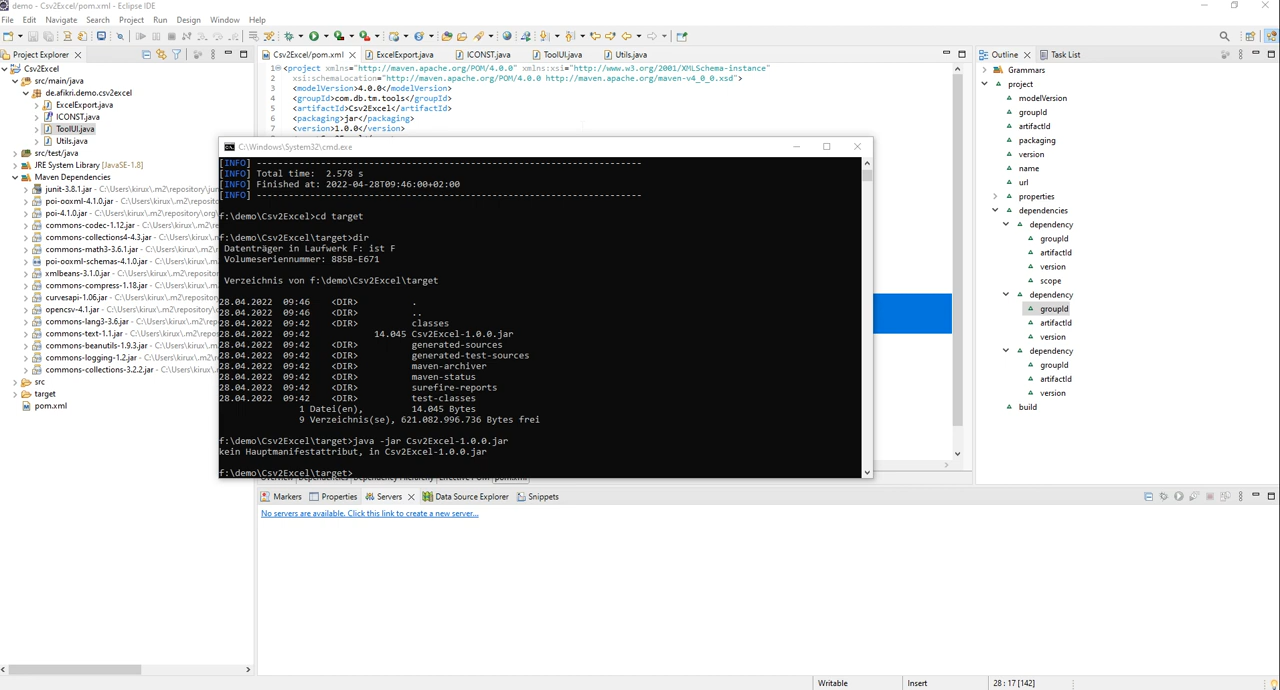 demo - Csv2Excel/pom.xml - Eclipse IDE
File Edit Navigate Search Project Run Design Window Help
Project Explorer
Csv2Excel
src/main/java
de.afikri.demo.csv2excel
ExcelExport.java
ICONST.java
ToolUI.java
Utils.java
src/test/java
JRE System Library [JavaSE-1.8]
Maven Dependencies
junit-3.8.1.jar - C:\Users\kirux\.m2\repository\jun
poi-ooxml-4.1.0.jar - C:\Users\kirux\.m2\reposito
poi-4.1.0.jar - C:\Users\kirux\.m2\repository\org
commons-codec-1.12.jar - C:\Users\kirux\.m2\re
commons-collections4-4.3.jar - C:\Users\kirux\.m
commons-math3-3.6.1.jar - C:\Users\kirux\.m2\r
poi-ooxml-schemas-4.1.0.jar - C:\Users\kirux\.m2
xmlbeans-3.1.0.jar - C:\Users\kirux\.m2\reposito
commons-compress-1.18.jar - C:\Users\kirux\.m2
curvesapi-1.06.jar - C:\Users\kirux\.m2\reposito
opencsv-4.1.jar - C:\Users\kirux\.m2\repository\c
commons-lang3-3.6.jar - C:\Users\kirux\.m2\rep
commons-text-1.1.jar - C:\Users\kirux\.m2\repos
commons-beanutils-1.9.3.jar - C:\Users\kirux\.m
commons-logging-1.2.jar - C:\Users\kirux\.m2\r
commons-collections-3.2.2.jar - C:\Users\kirux\.
src
target
pom.xml
Csv2Excel/pom.xml ExcelExport.java ICONST.java ToolUI.java Utils.java
1 <project xmlns="http://maven.apache.org/POM/4.0.0" xmlns:xsi="http://www.w3.org/2001/XMLSchema-instance"
2 xsi:schemaLocation="http://maven.apache.org/POM/4.0.0 http://maven.apache.org/maven-v4_0_0.xsd">
3 <modelVersion>4.0.0</modelVersion>
4 <groupId>com.db.tm.tools</groupId>
5 <artifactId>Csv2Excel</artifactId>
6 <packaging>jar</packaging>
7 <version>1.0.0</version>
C:\Windows\System32\cmd.exe
[INFO] ------------------------------------------------------------------------
[INFO] Total time:  2.578 s
[INFO] Finished at: 2022-04-28T09:46:00+02:00
[INFO] ------------------------------------------------------------------------
f:\demo\Csv2Excel>cd target
f:\demo\Csv2Excel\target>dir
Datenträger in Laufwerk F: ist F
Volumeseriennummer: 885B-E671
Verzeichnis von f:\demo\Csv2Excel\target
28.04.2022 09:46 <DIR> .
28.04.2022 09:46 <DIR> ..
28.04.2022 09:42 <DIR> classes
28.04.2022 09:42 14.045 Csv2Excel-1.0.0.jar
28.04.2022 09:42 <DIR> generated-sources
28.04.2022 09:42 <DIR> generated-test-sources
28.04.2022 09:42 <DIR> maven-archiver
28.04.2022 09:42 <DIR> maven-status
28.04.2022 09:42 <DIR> surefire-reports
28.04.2022 09:42 <DIR> test-classes
1 Datei(en), 14.045 Bytes
9 Verzeichnis(se), 621.082.996.736 Bytes frei
f:\demo\Csv2Excel\target>java -jar Csv2Excel-1.0.0.jar
kein Hauptmanifestattribut, in Csv2Excel-1.0.0.jar
f:\demo\Csv2Excel\target>
Markers Properties Servers Data Source Explorer Snippets
No servers are available. Click this link to create a new server...
Outline Task List
Grammars
project
modelVersion
groupId
artifactId
packaging
version
name
url
properties
dependencies
dependency
groupId
artifactId
version
scope
dependency
groupId
artifactId
version
dependency
groupId
artifactId
version
build
Writable Insert 28 : 17 [142]